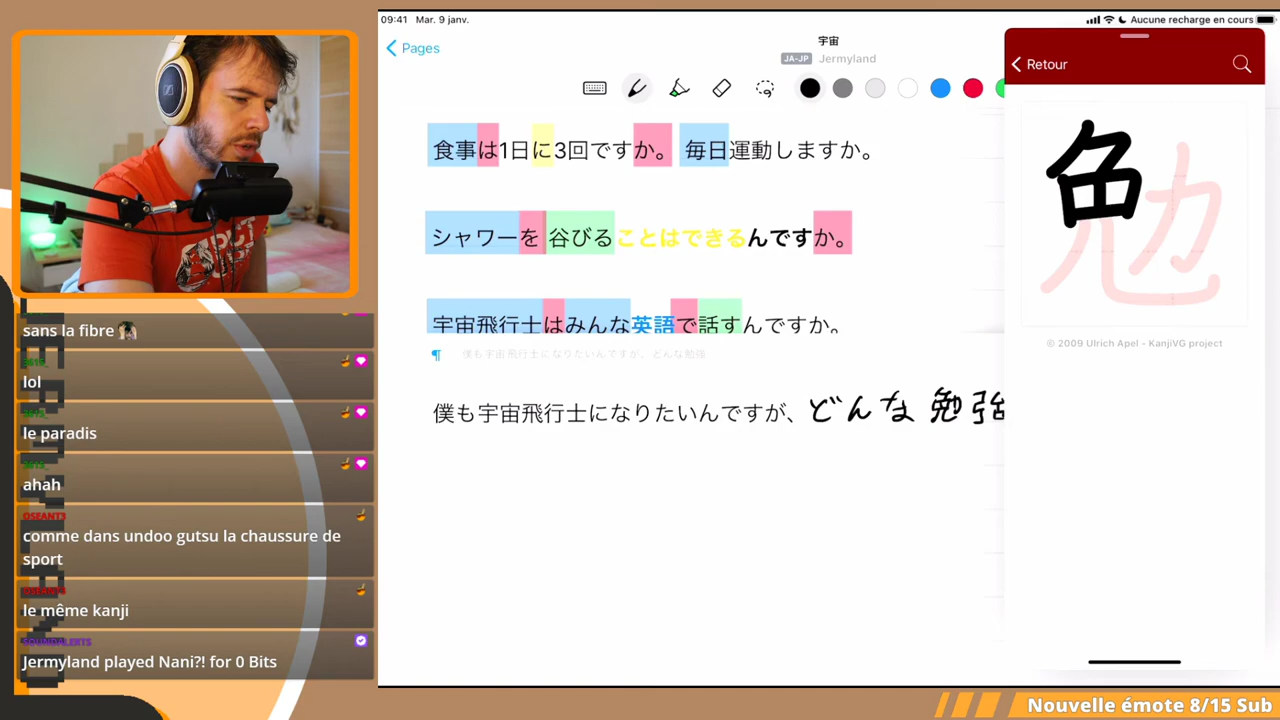 09:41 Mar. 9 janv.
Aucune recharge en cours
Pages
宇宙
JA-JP Jermyland
Retour
食事は1日に3回ですか。 毎日運動しますか。
シャワーを 谷びる ことはできるんですか。
宇宙飛行士はみんな英語で話すんですか。
¶ 僕も宇宙飛行士になりたいんですが、どんな勉強
僕も宇宙飛行士になりたいんですが、どんな勉強
勉
© 2009 Ulrich Apel - KanjiVG project
sans la fibre
lol
le paradis
ahah
OSEANT3
comme dans undoo gutsu la chaussure de
sport
OSEANT3
le même kanji
SOUNDALERTS
Jermyland played Nani?! for 0 Bits
Nouvelle émote 8/15 Sub